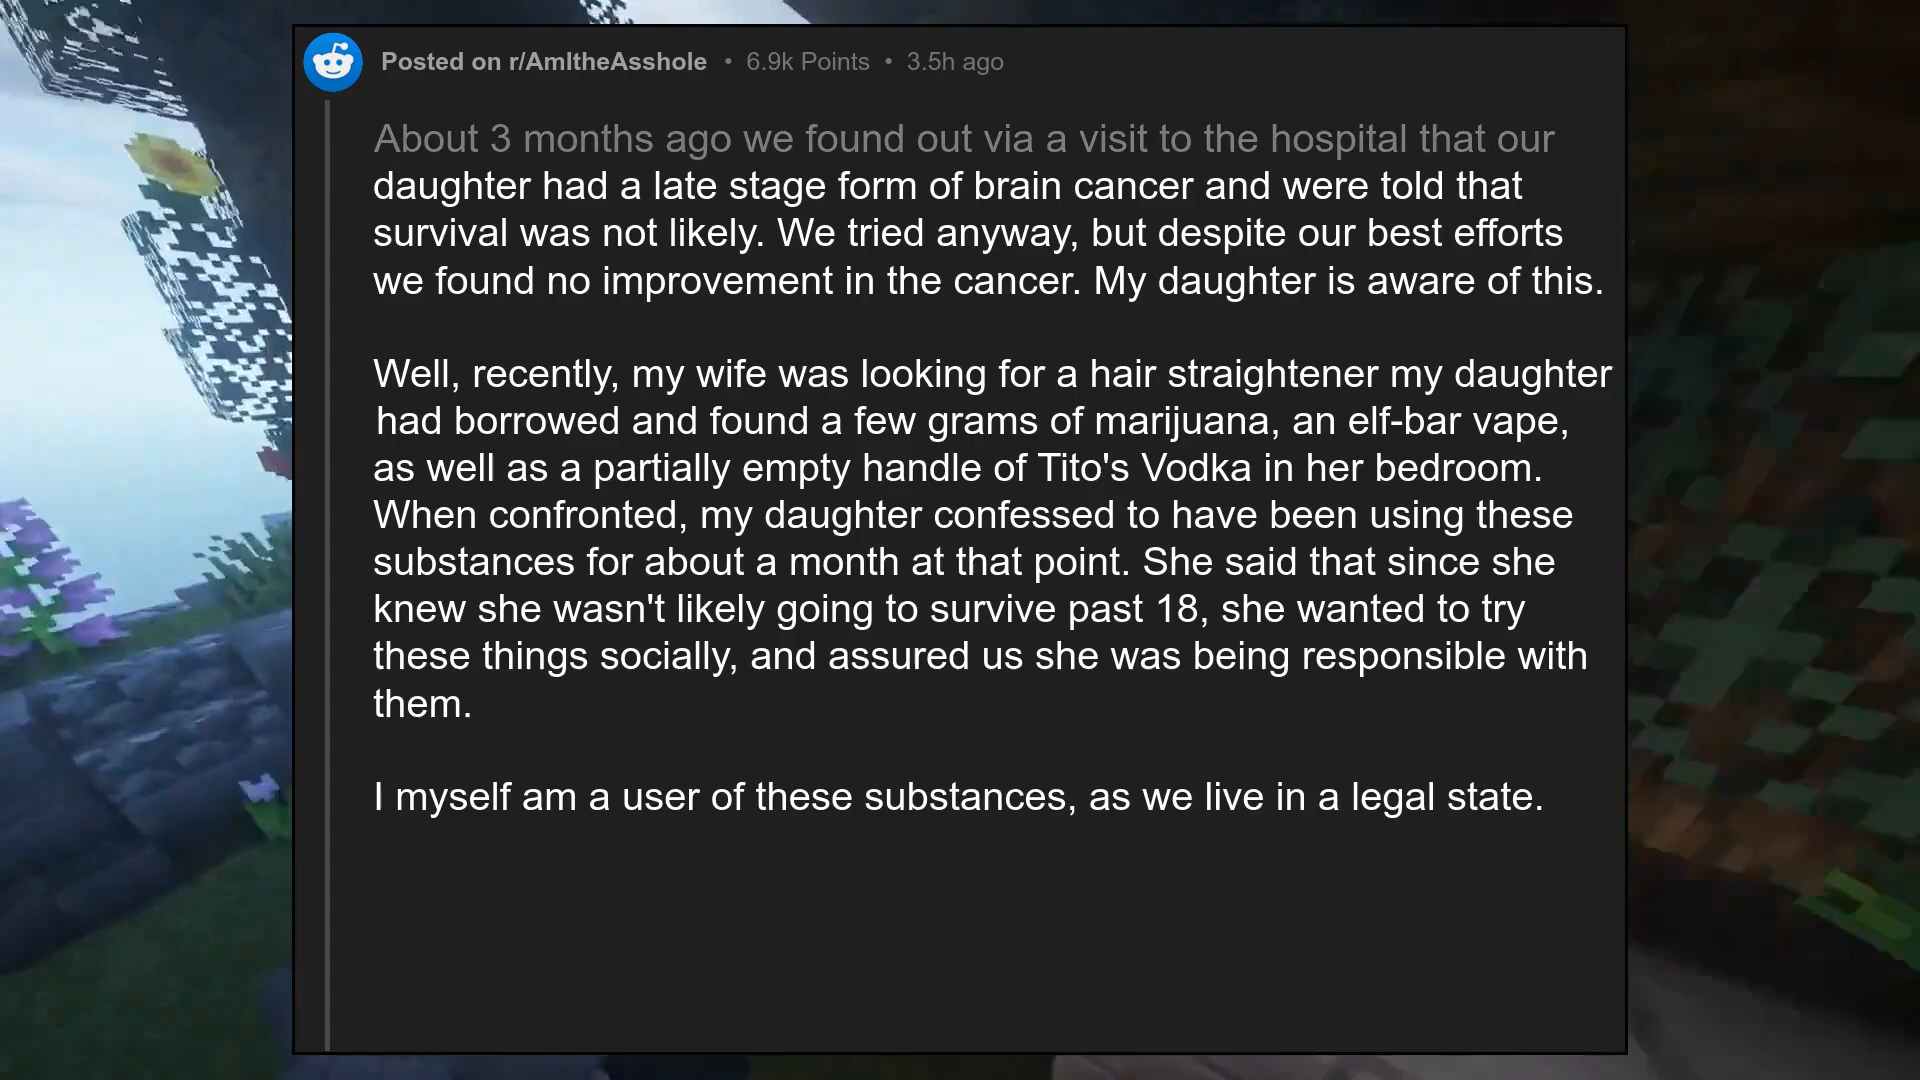 Posted on r/AmItheAsshole • 6.9k Points • 3.5h ago
About 3 months ago we found out via a visit to the hospital that our
daughter had a late stage form of brain cancer and were told that
survival was not likely. We tried anyway, but despite our best efforts
we found no improvement in the cancer. My daughter is aware of this.
Well, recently, my wife was looking for a hair straightener my daughter
had borrowed and found a few grams of marijuana, an elf-bar vape,
as well as a partially empty handle of Tito's Vodka in her bedroom.
When confronted, my daughter confessed to have been using these
substances for about a month at that point. She said that since she
knew she wasn't likely going to survive past 18, she wanted to try
these things socially, and assured us she was being responsible with
them.
I myself am a user of these substances, as we live in a legal state.